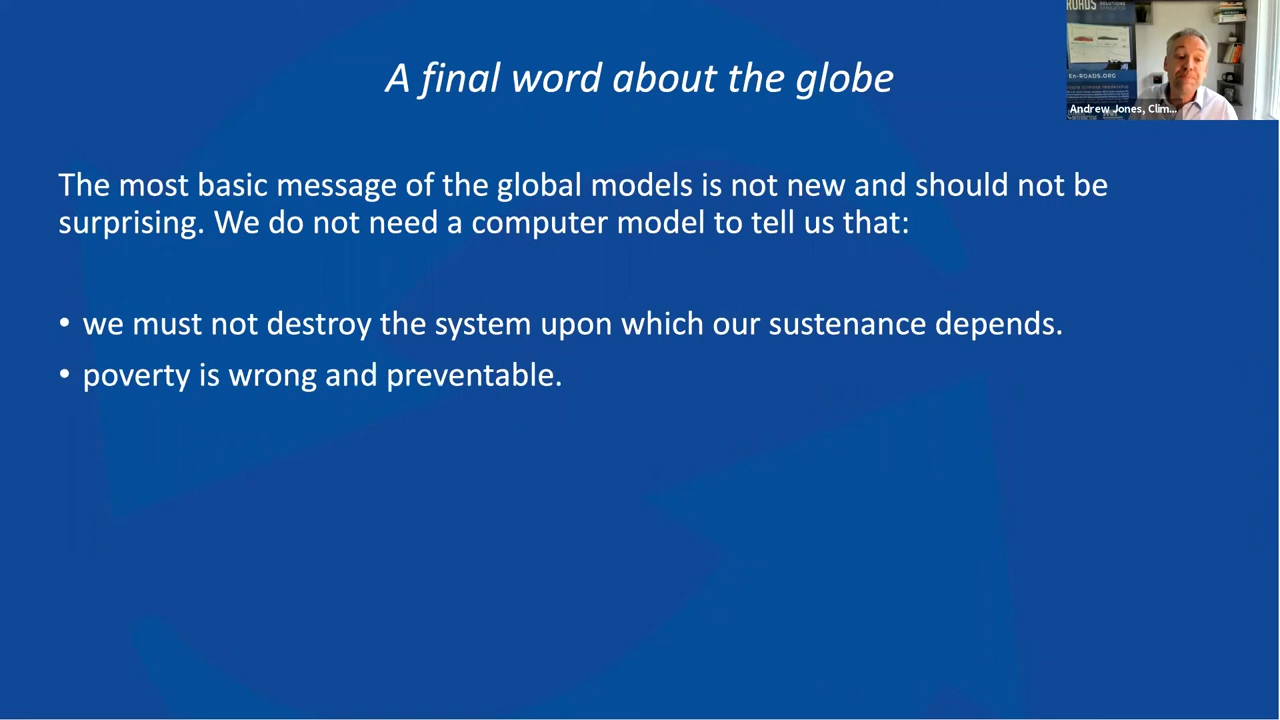 A final word about the globe
The most basic message of the global models is not new and should not be
surprising. We do not need a computer model to tell us that:
• we must not destroy the system upon which our sustenance depends.
• poverty is wrong and preventable.
En-ROADS.ORG
Andrew Jones, Clim...